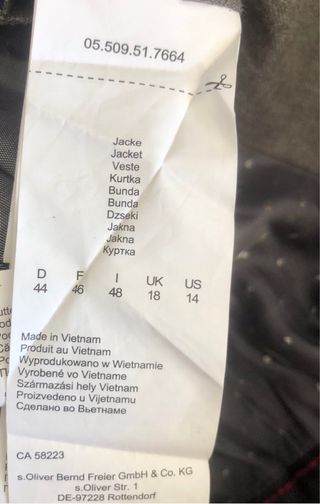 05.509.51.7664
Jacke
Jacket
Veste
Kurtka
Bunda
Bunda
Dzseki
Jakna
Jakna
Куртка
D F I UK US
44 46 48 18 14
Made in Vietnam
Produit au Vietnam
Wyprodukowano w Wietnamie
Vyrobené vo Vietname
Származási hely Vietnam
Proizvedeno u Vijetnamu
Сделано во Вьетнаме
CA 58223
s.Oliver Bernd Freier GmbH & Co. KG
s.Oliver Str. 1
DE-97228 Rottendorf